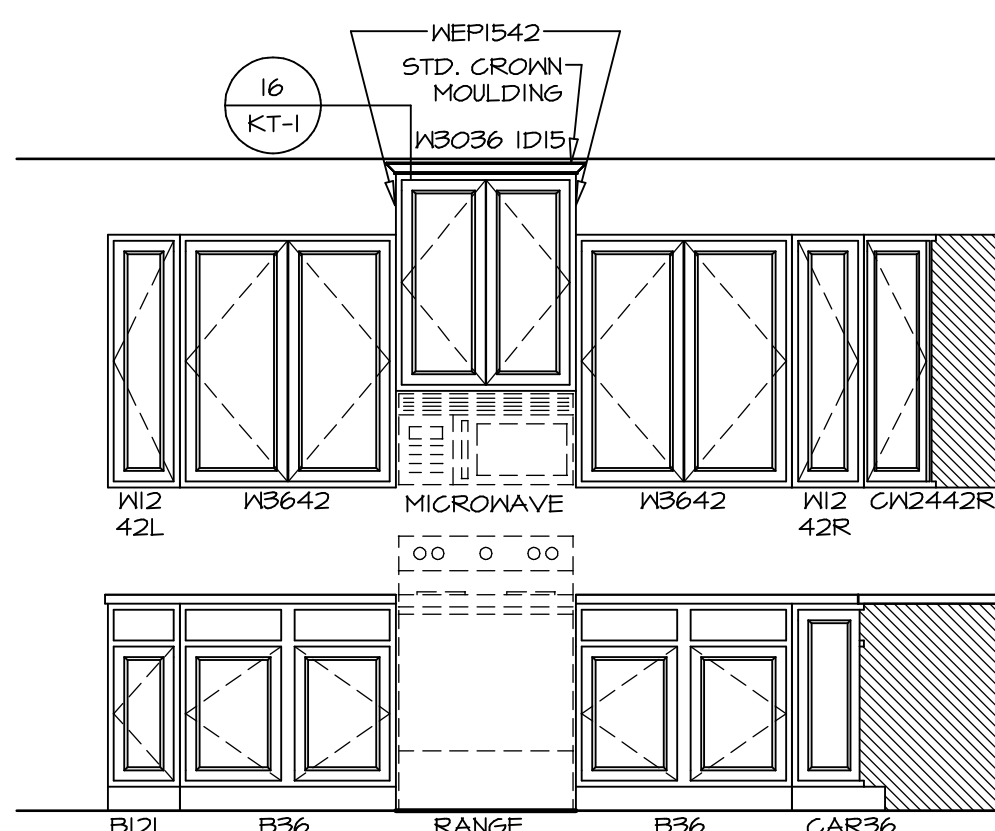 WEP1542
STD. CROWN
MOULDING
16
KT-1
W3036 1D15
W12
42L
W3642
MICROWAVE
W3642
W12
42R
CW2442R
B12L
B36
RANGE
B36
CAR36